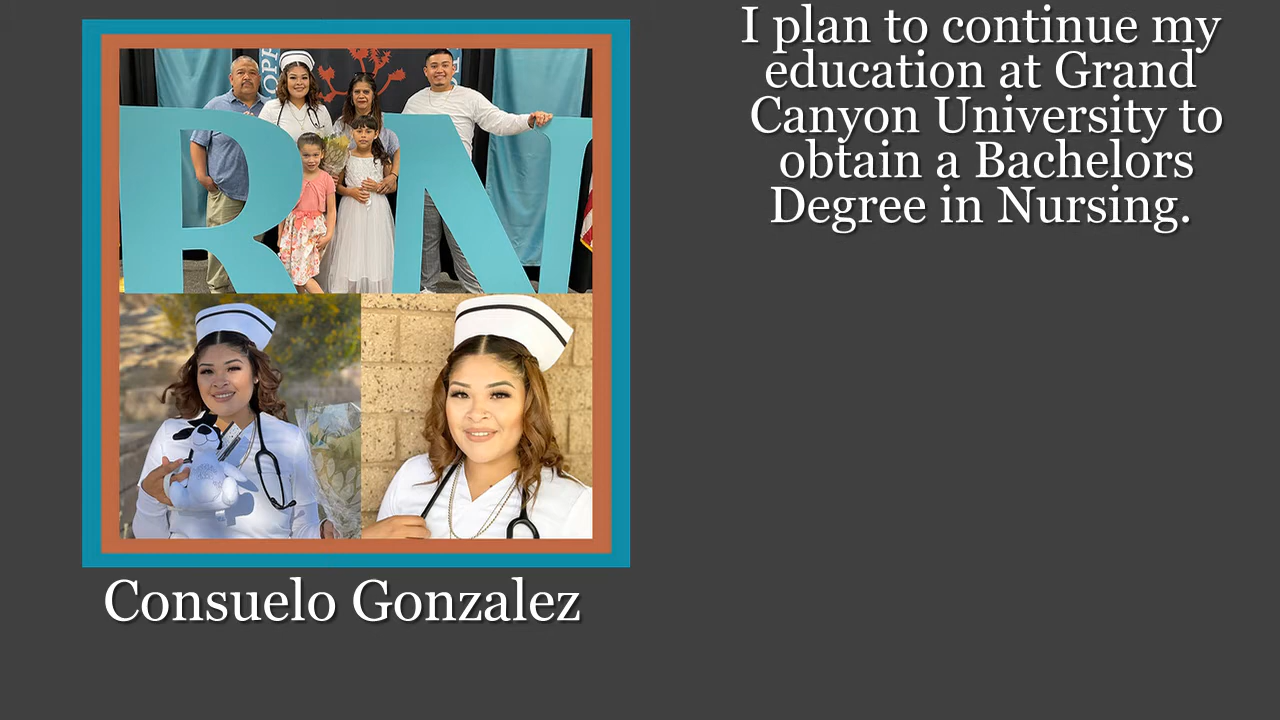 I plan to continue my
education at Grand
Canyon University to
obtain a Bachelors
Degree in Nursing.
RN
Consuelo Gonzalez